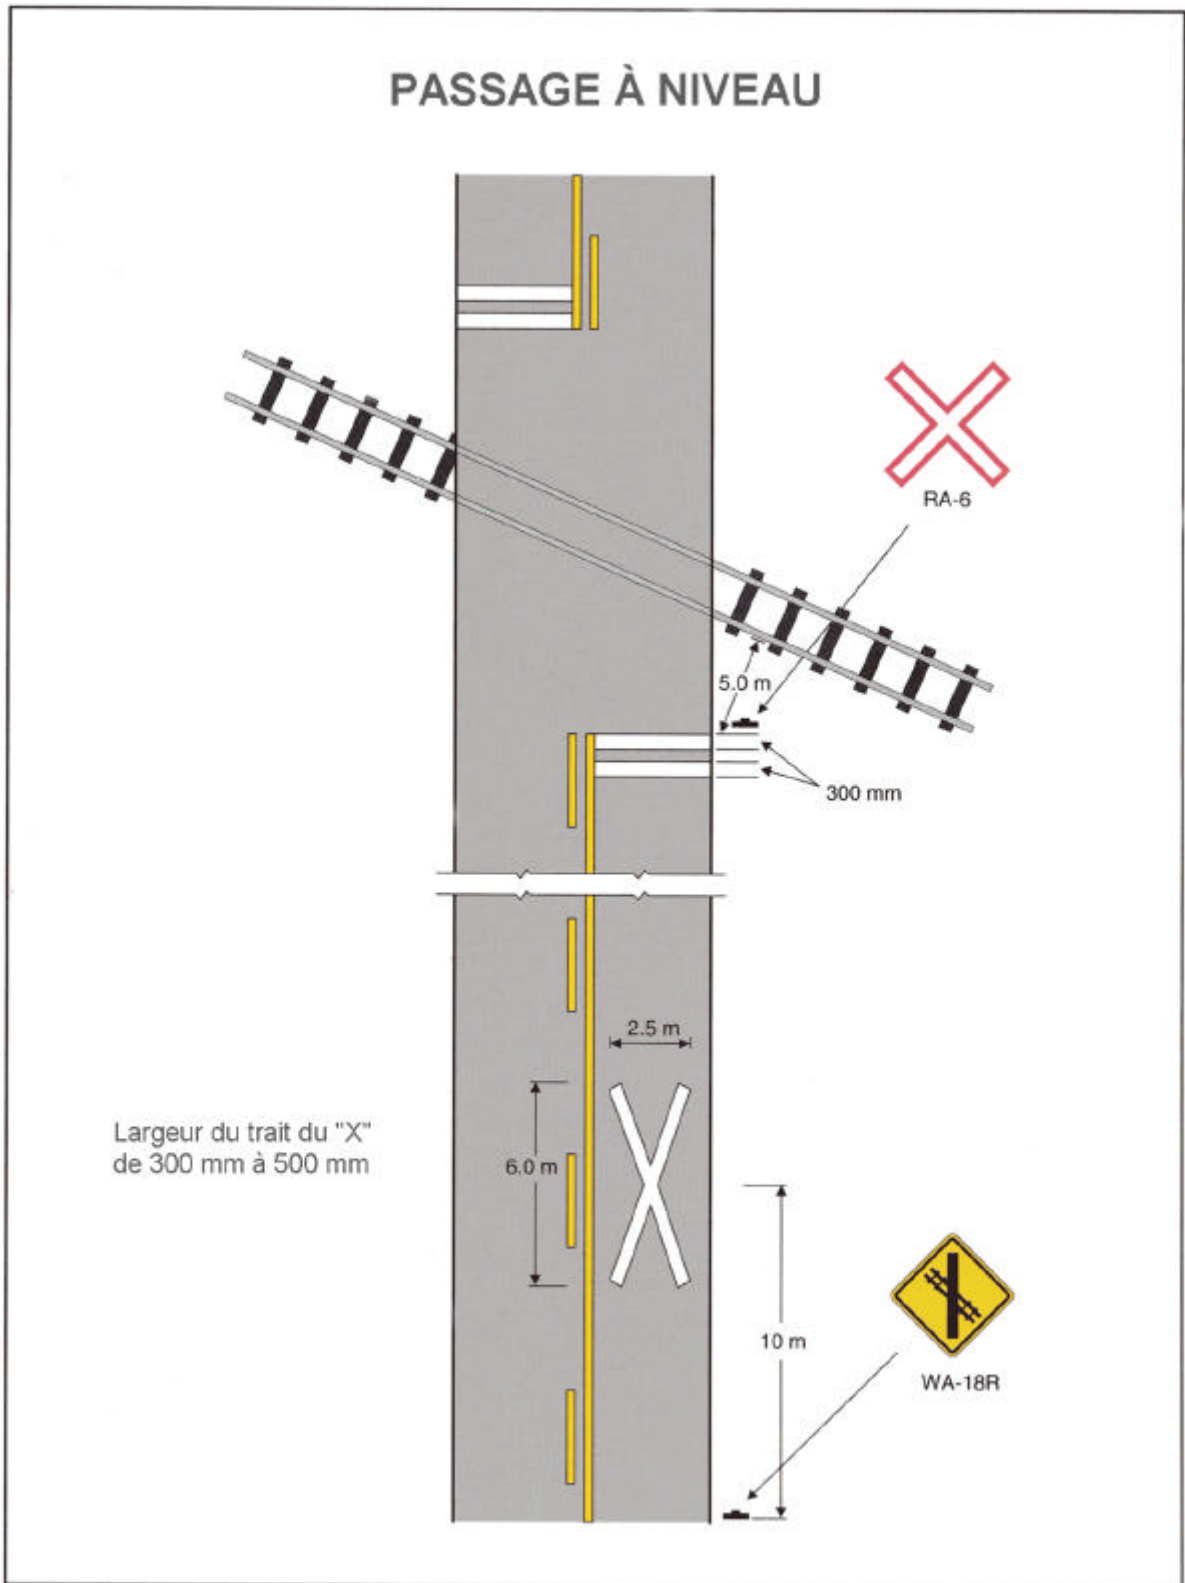 PASSAGE À NIVEAU
RA-6
5.0 m
300 mm
2.5 m
Largeur du trait du "X"
de 300 mm à 500 mm
6.0 m
10 m
WA-18R